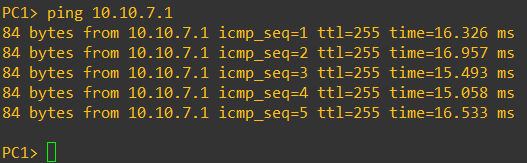 PC1> ping 10.10.7.1
84 bytes from 10.10.7.1 icmp_seq=1 ttl=255 time=16.326 ms
84 bytes from 10.10.7.1 icmp_seq=2 ttl=255 time=16.957 ms
84 bytes from 10.10.7.1 icmp_seq=3 ttl=255 time=15.493 ms
84 bytes from 10.10.7.1 icmp_seq=4 ttl=255 time=15.058 ms
84 bytes from 10.10.7.1 icmp_seq=5 ttl=255 time=16.533 ms
PC1>